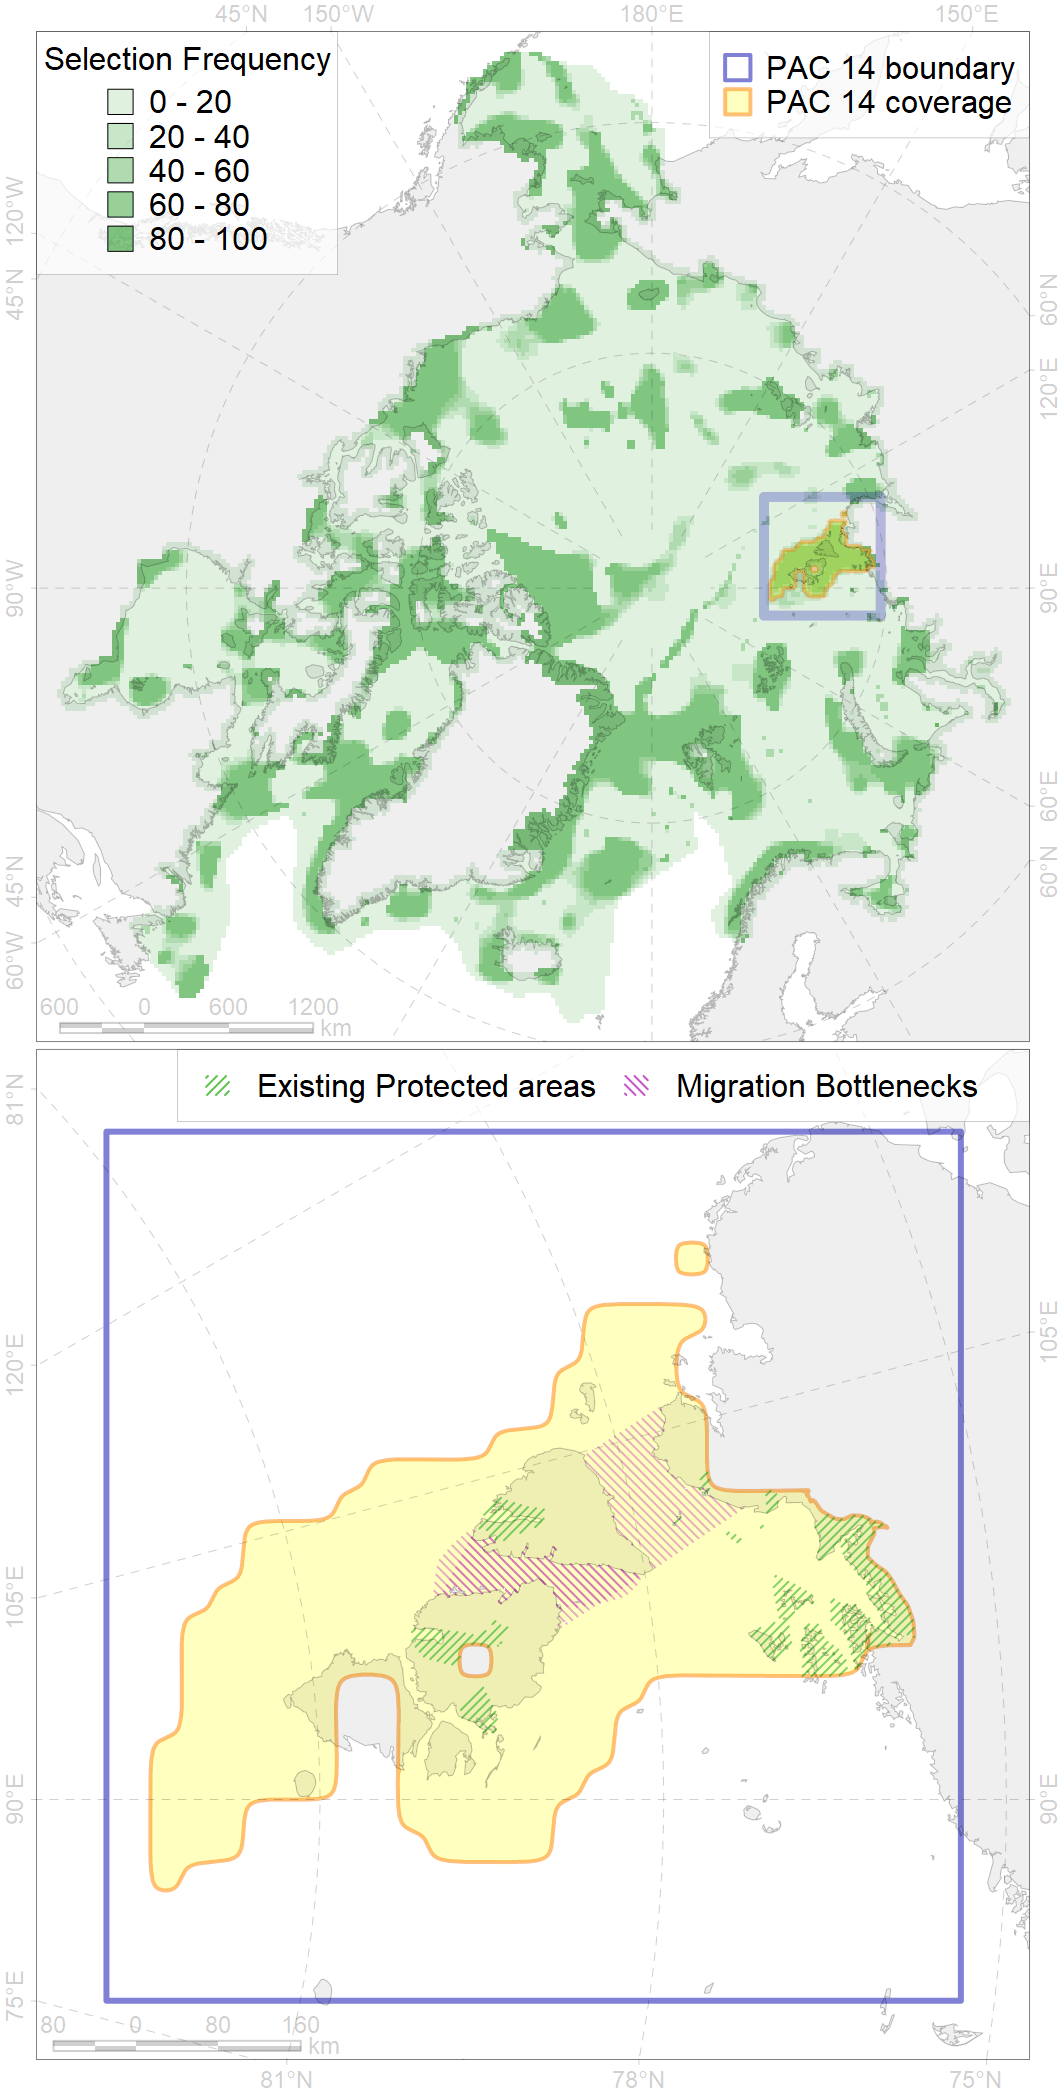 45°N 150°W 180°E 150°E
Selection Frequency
0 - 20
20 - 40
40 - 60
60 - 80
80 - 100
PAC 14 boundary
PAC 14 coverage
120°W
45°N
90°W
45°N
60°W
60°N
120°E
90°E
60°E
60°N
600 0 600 1200
km
Existing Protected areas Migration Bottlenecks
81°N
120°E
105°E
90°E
75°E
105°E
90°E
80 0 80 160
km
81°N 78°N 75°N